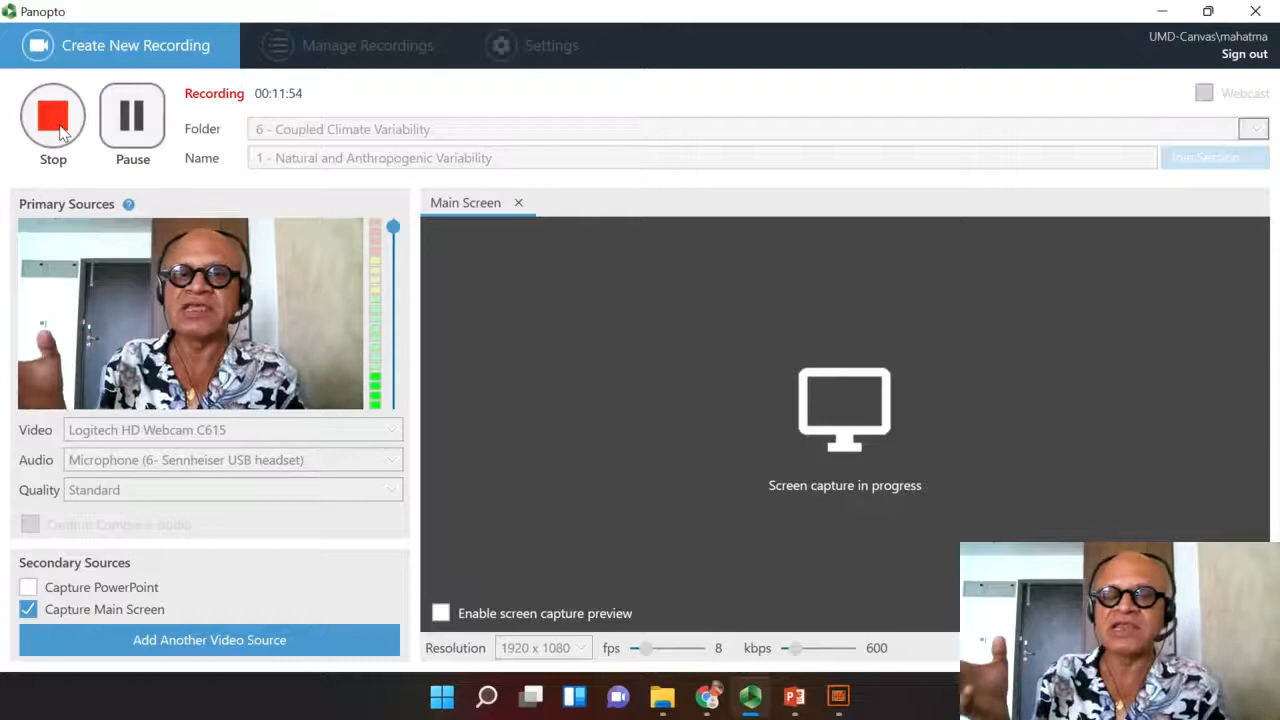 Panopto
Create New Recording
Manage Recordings
Settings
UMD-Canvas\mahatma
Sign out
Recording 00:11:54
Webcast
Folder 6 - Coupled Climate Variability
Stop Pause
Name 1 - Natural and Anthropogenic Variability
Join Session
Primary Sources ?
Main Screen
Video Logitech HD Webcam C615
Audio Microphone (6- Sennheiser USB headset)
Quality Standard
Capture Computer Audio
Screen capture in progress
Secondary Sources
Capture PowerPoint
Capture Main Screen
Add Another Video Source
Enable screen capture preview
Resolution 1920 x 1080 fps 8 kbps 600